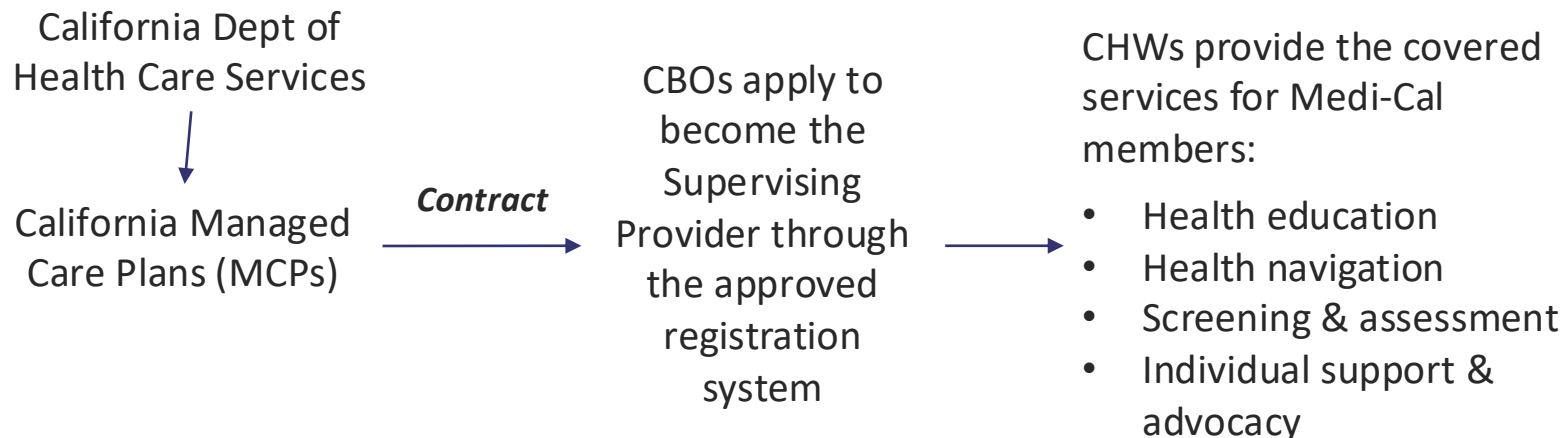 California Dept of
Health Care Services
California Managed
Care Plans (MCPs)
Contract
CBOs apply to
become the
Supervising
Provider through
the approved
registration
system
CHWs provide the covered
services for Medi-Cal
members:
• Health education
• Health navigation
• Screening & assessment
• Individual support &
advocacy